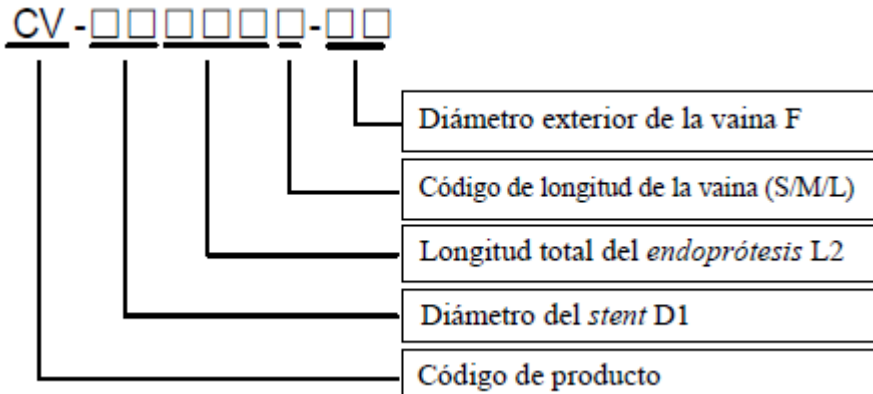 CV-□□□□□□-□□
Diámetro exterior de la vaina F
Código de longitud de la vaina (S/M/L)
Longitud total del endoprótesis L2
Diámetro del stent D1
Código de producto